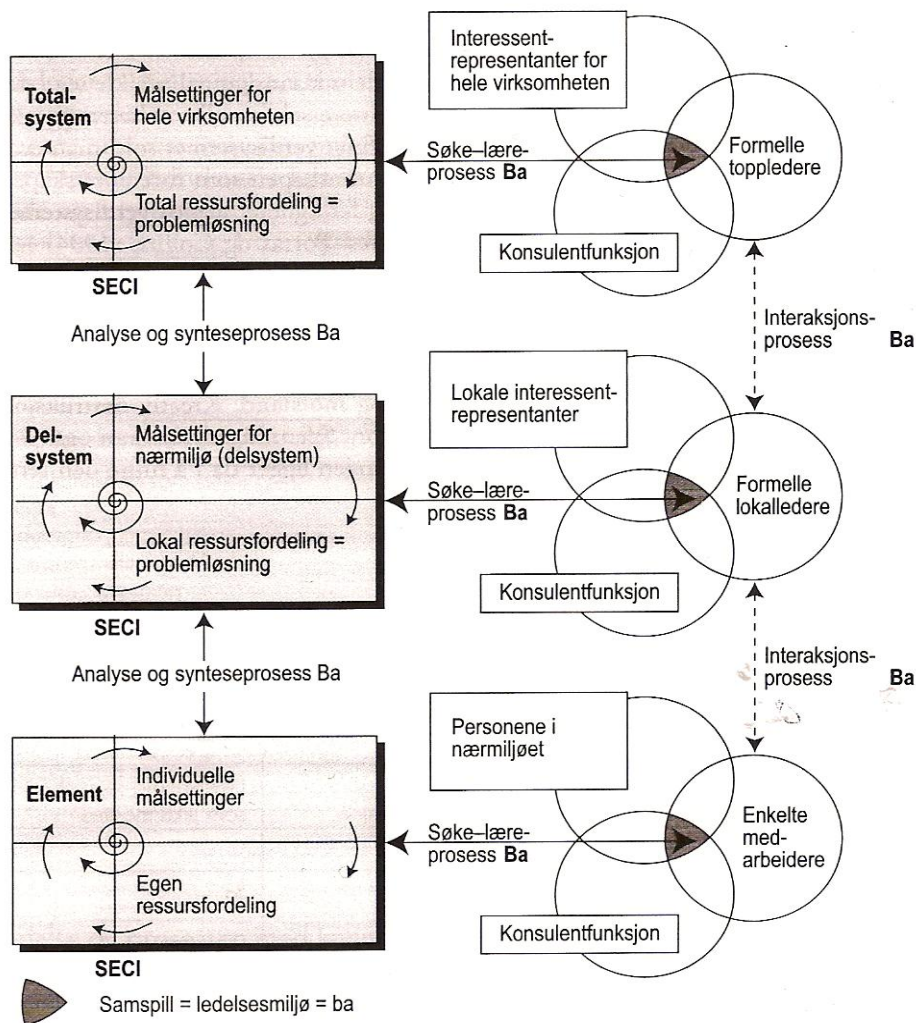 Total-
system
Målsettinger for
hele virksomheten
Total ressursfordeling =
problemløsning
SECI
Søke–lære-
prosess Ba
Interessent-
representanter for
hele virksomheten
Formelle
toppledere
Konsulentfunksjon
Analyse og synteseprosess Ba
Interaksjons-
prosess Ba
Del-
system
Målsettinger for
nærmiljø (delsystem)
Lokal ressursfordeling =
problemløsning
SECI
Søke–lære-
prosess Ba
Lokale interessent-
representanter
Formelle
lokalledere
Konsulentfunksjon
Analyse og synteseprosess Ba
Interaksjons-
prosess Ba
Element
Individuelle
målsettinger
Egen
ressursfordeling
SECI
Søke–lære-
prosess Ba
Personene i
nærmiljøet
Enkelte
med-
arbeidere
Konsulentfunksjon
Samspill = ledelsesmiljø = ba